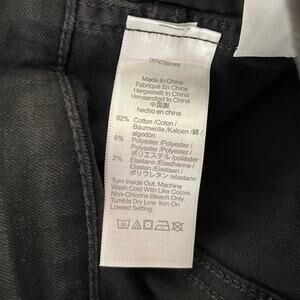 Made In China
Fabriqué En Chine
Hergestellt In China
Vervaardigd In China
中国製
hecho en china
92% Cotton /Coton /
Baumwolle /Katoen / 綿 /
algodón
6% Polyester /Polyester /
Polyester /Polyester
/ ポリエステル /poliéster
2% Elastane /Élasthanne /
Elastan /Elastaan /
ポリウレタン /elastano
Turn Inside Out. Machine
Wash Cold With Like Colors.
Non-Chlorine Bleach Only.
Tumble Dry Low. Iron On
Lowest Setting.